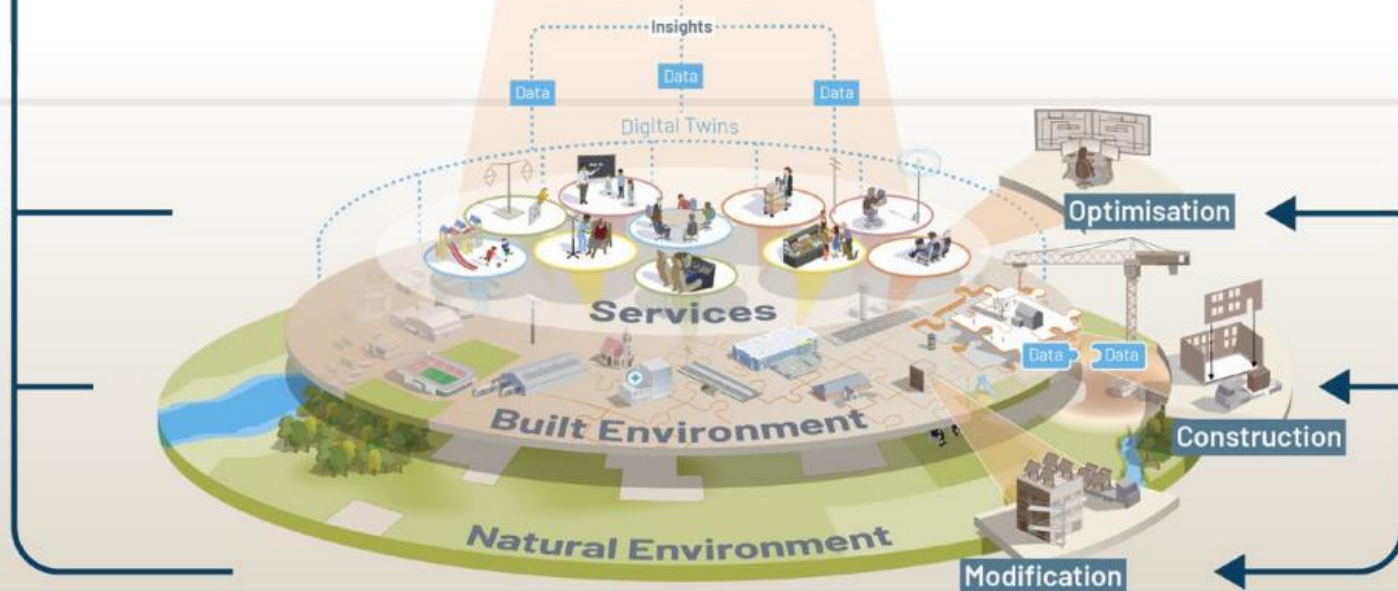 Insights
Data
Data
Data
Digital Twins
Optimisation
Services
Data
Data
Built Environment
Construction
Natural Environment
Modification